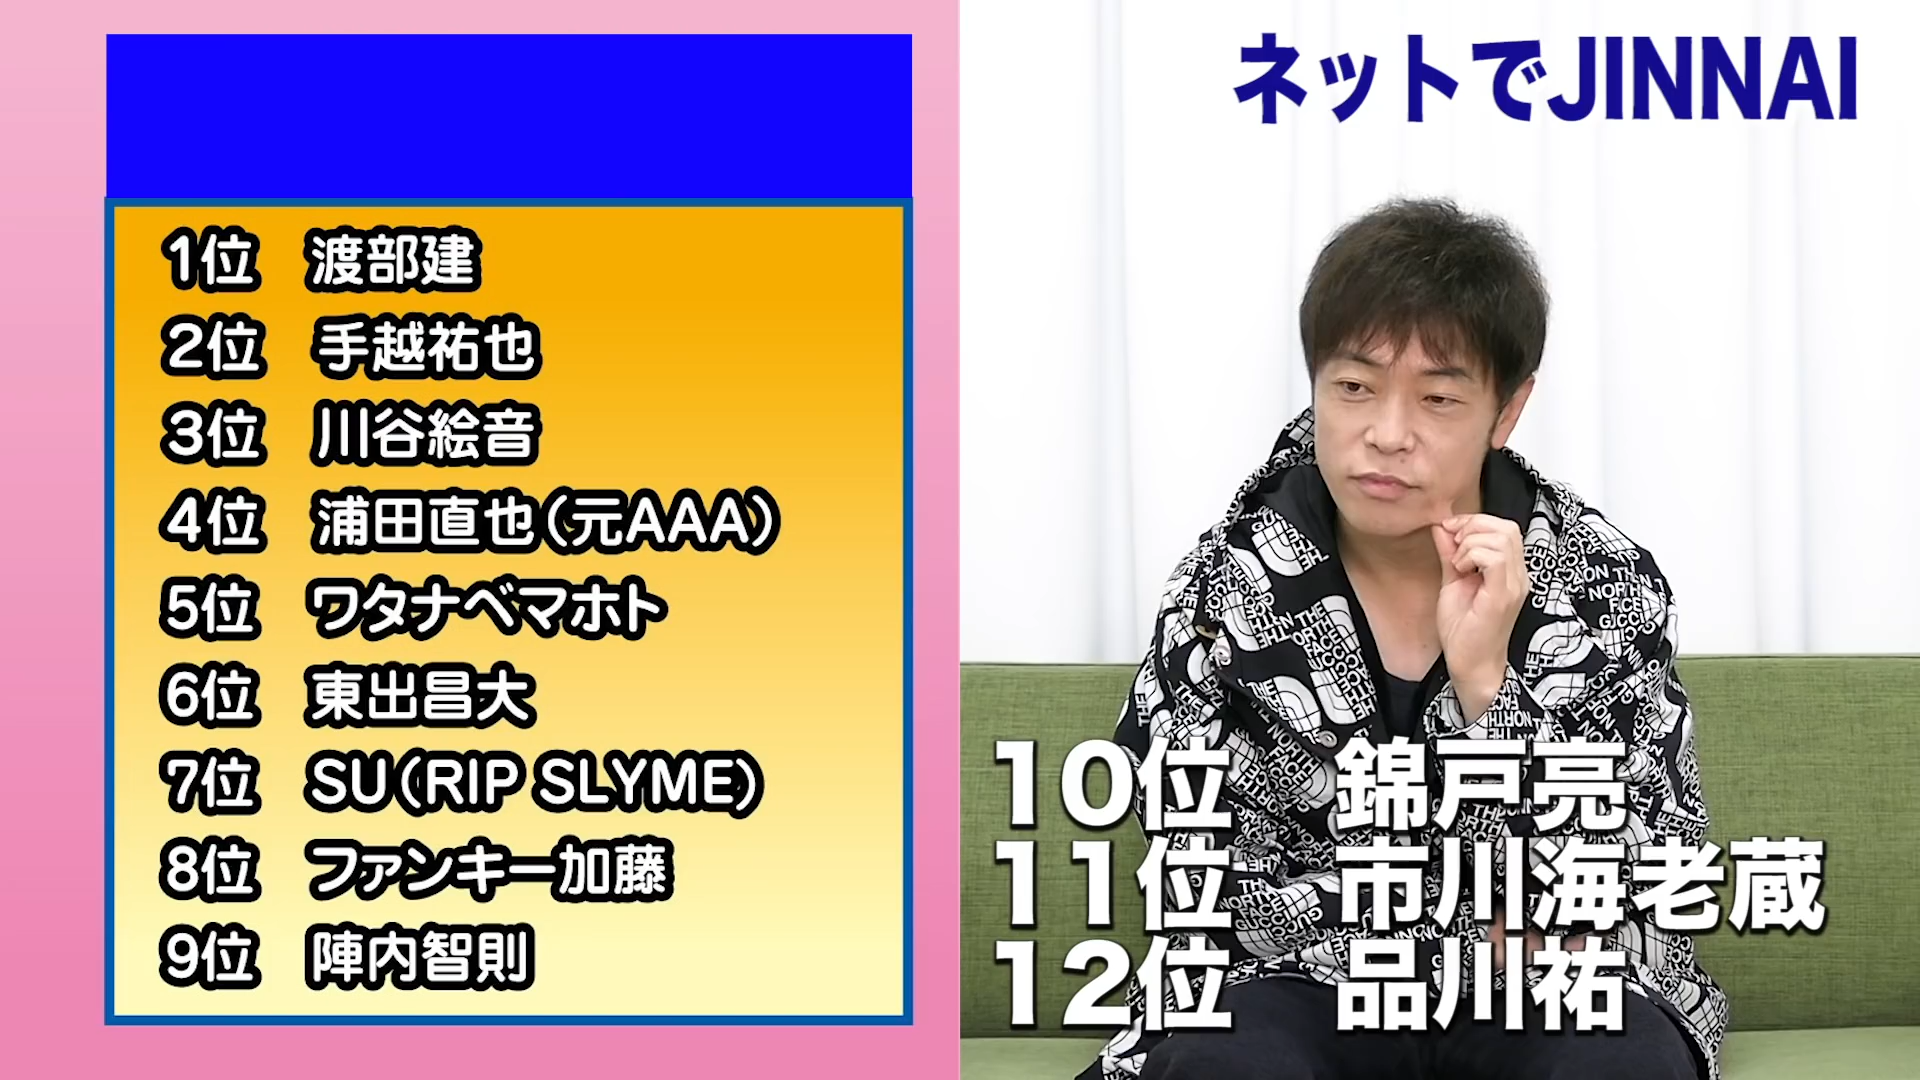 ネットでJINNAI
1位 渡部建
2位 手越祐也
3位 川谷絵音
4位 浦田直也(元AAA)
5位 ワタナベマホト
6位 東出昌大
7位 SU(RIP SLYME)
8位 ファンキー加藤
9位 陣内智則
10位 錦戸亮
11位 市川海老蔵
12位 品川祐
THE NORTH FACE
GUCCI